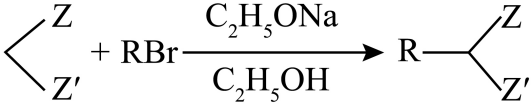 Z
C₂H₅ONa
Z
+ RBr
R
Z'
C₂H₅OH
Z'